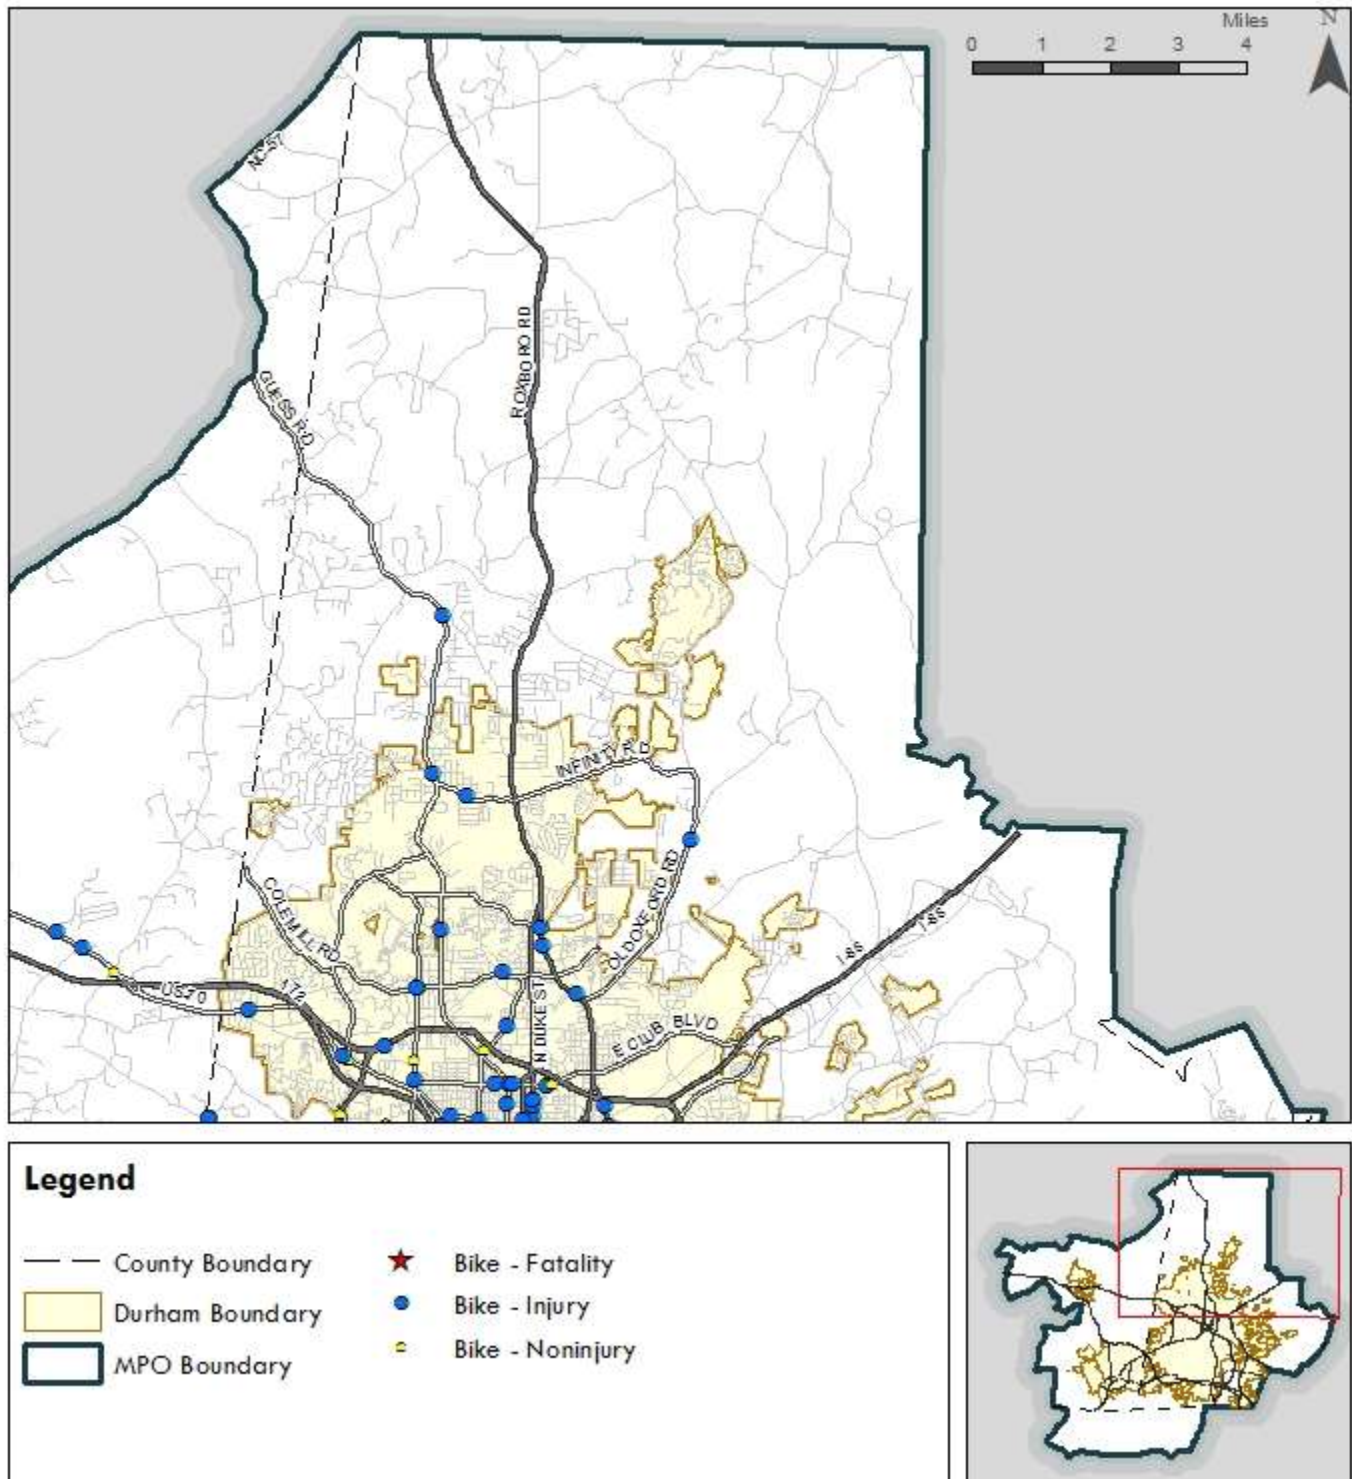 Miles
N
0 1 2 3 4
NC 57
ROXBORO RD
GUESS RD
INFINITY RD
COLE MILL RD
OLD OXFORD RD
I-85
I-85
US 70
N DUKE ST
E CLUB BLVD
Legend
County Boundary
Bike - Fatality
Durham Boundary
Bike - Injury
MPO Boundary
Bike - Noninjury